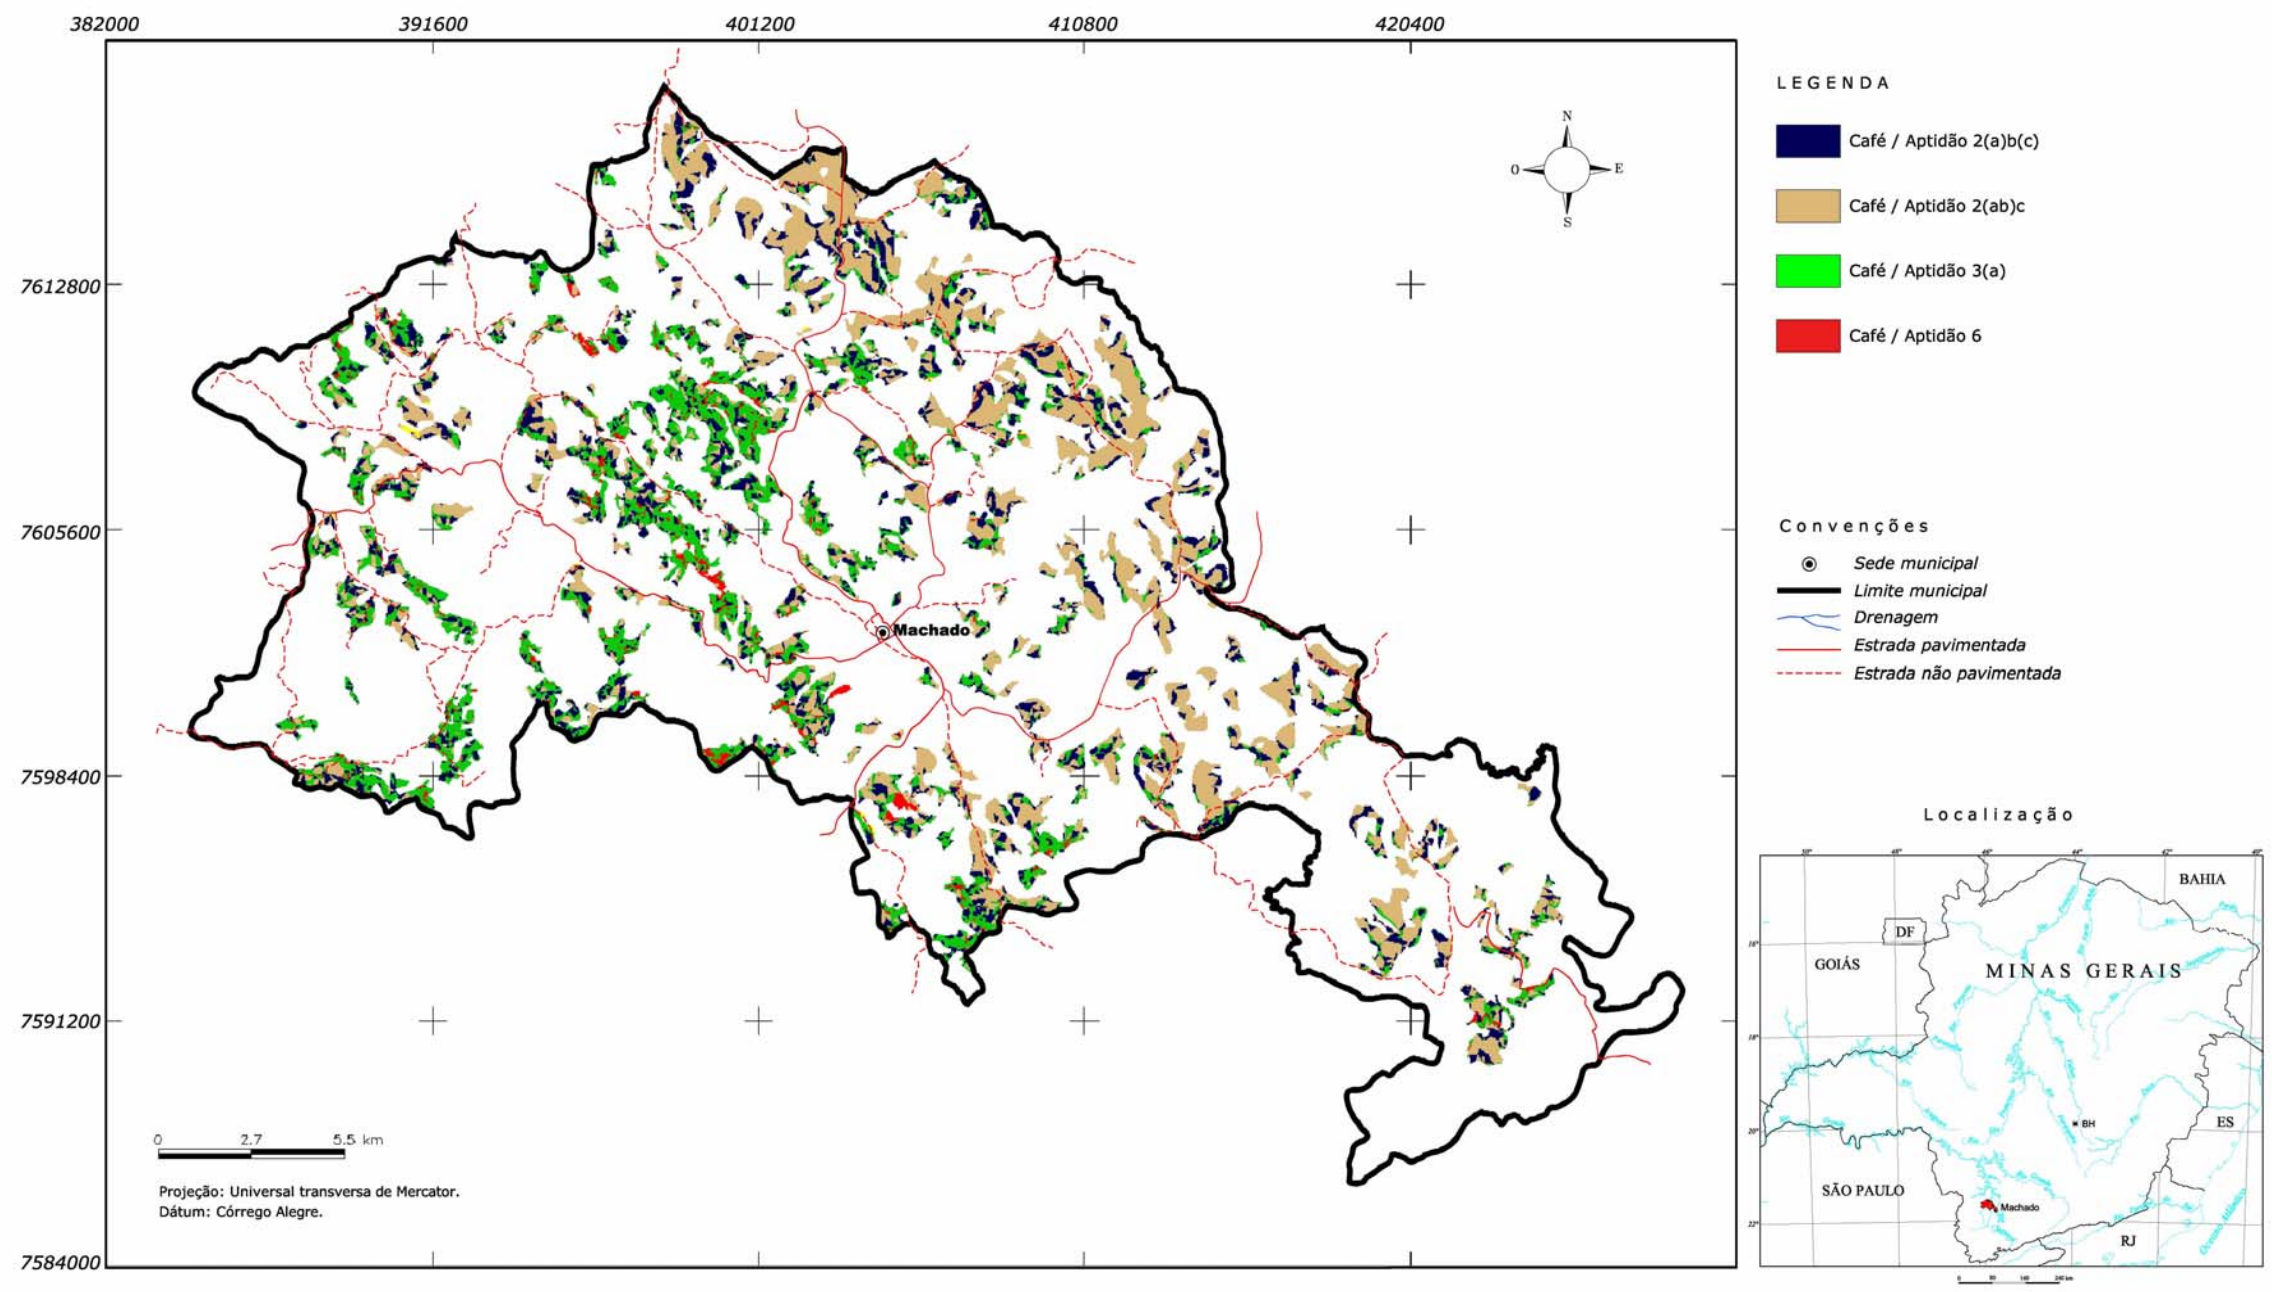 382000 391600 401200 410800 420400
7612800
7605600
7598400
7591200
7584000
N
O E
S
Machado
0 2.7 5.5 km
Projeção: Universal transversa de Mercator.
Dátum: Córrego Alegre.
LEGENDA
Café / Aptidão 2(a)b(c)
Café / Aptidão 2(ab)c
Café / Aptidão 3(a)
Café / Aptidão 6
Convenções
Sede municipal
Limite municipal
Drenagem
Estrada pavimentada
Estrada não pavimentada
Localização
BAHIA
DF
GOIÁS
MINAS GERAIS
BH
ES
SÃO PAULO
Machado
RJ
Oceano Atlântico